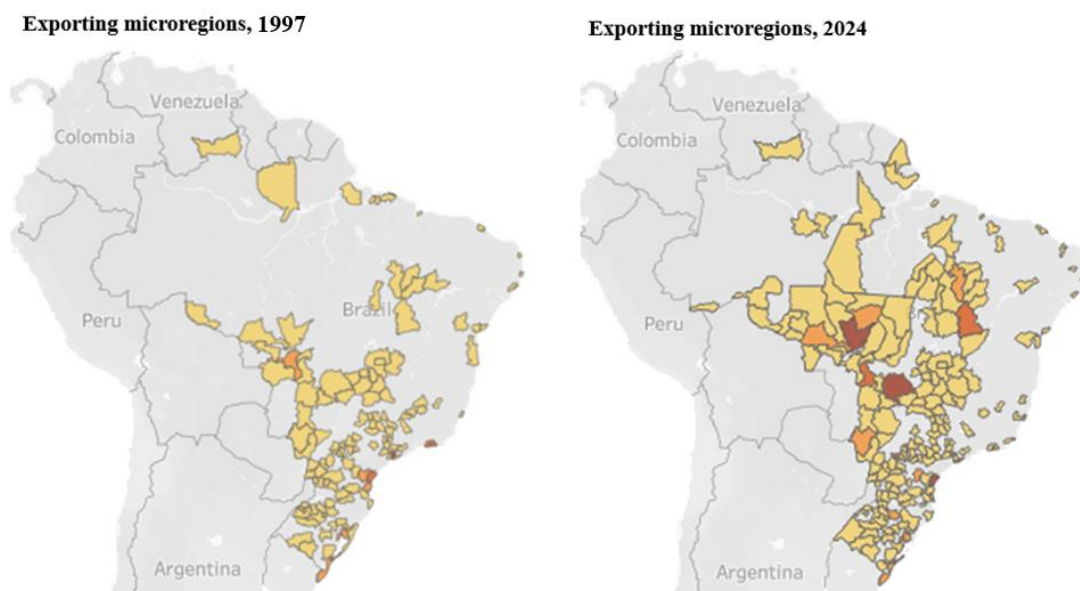 Exporting microregions, 1997
Exporting microregions, 2024
Venezuela
Colombia
Brazil
Peru
Argentina
Venezuela
Colombia
Peru
Argentina